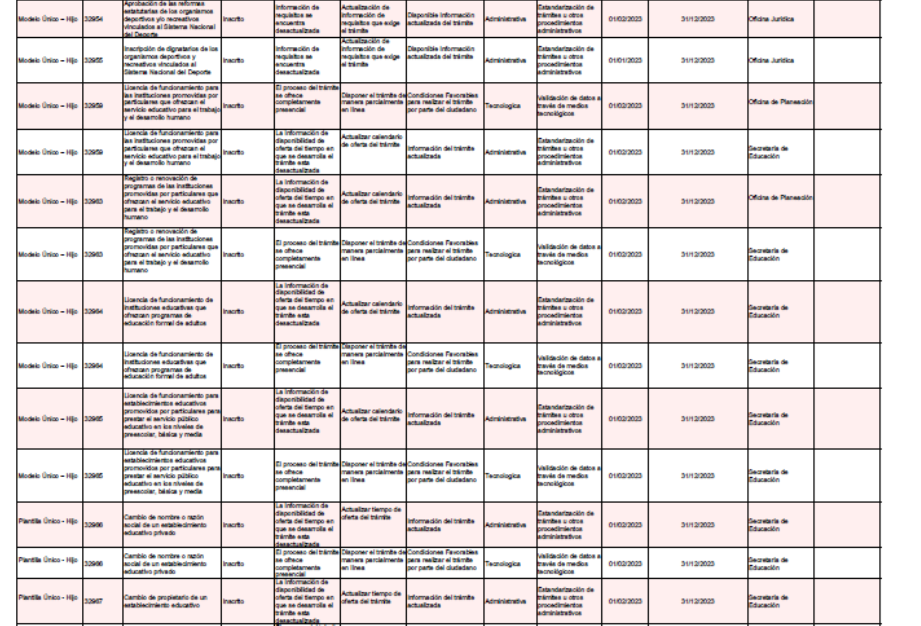 Modelo Único – Hijo 32954 Aprobación de las reformas estatutarias de los organismos deportivos y/o recreativos vinculados al Sistema Nacional del Deporte Inscrito Información de requisitos se encuentra desactualizada Actualización de información de requisitos que exige el trámite Disponible información actualizada del trámite Administrativa Estandarización de trámites u otros procedimientos administrativos 01/02/2023 31/12/2023 Oficina Jurídica
Modelo Único – Hijo 32955 Inscripción de dignatarios de los organismos deportivos y recreativos vinculados al Sistema Nacional del Deporte Inscrito Información de requisitos se encuentra desactualizada Actualización de información de requisitos que exige el trámite Disponible información actualizada del trámite Administrativa Estandarización de trámites u otros procedimientos administrativos 01/01/2023 31/12/2023 Oficina Jurídica
Modelo Único – Hijo 32959 Licencia de funcionamiento para las instituciones promovidas por particulares que ofrezcan el servicio educativo para el trabajo y el desarrollo humano Inscrito El proceso del trámite se ofrece completamente presencial Disponer el trámite de manera parcialmente en línea Condiciones Favorables para realizar el trámite por parte del ciudadano Tecnologica Validación de datos a través de medios tecnológicos 01/02/2023 31/12/2023 Oficina de Planeación
Modelo Único – Hijo 32959 Licencia de funcionamiento para las instituciones promovidas por particulares que ofrezcan el servicio educativo para el trabajo y el desarrollo humano Inscrito La información de disponibilidad de oferta del tiempo en que se desarrolla el trámite esta desactualizada Actualizar calendario de oferta del trámite Información del trámite actualizada Administrativa Estandarización de trámites u otros procedimientos administrativos 01/02/2023 31/12/2023 Secretaría de Educación
Modelo Único – Hijo 32963 Registro o renovación de programas de las instituciones promovidas por particulares que ofrezcan el servicio educativo para el trabajo y el desarrollo humano Inscrito La información de disponibilidad de oferta del tiempo en que se desarrolla el trámite esta desactualizada Actualizar calendario de oferta del trámite Información del trámite actualizada Administrativa Estandarización de trámites u otros procedimientos administrativos 01/02/2023 31/12/2023 Oficina de Planeación
Modelo Único – Hijo 32963 Registro o renovación de programas de las instituciones promovidas por particulares que ofrezcan el servicio educativo para el trabajo y el desarrollo humano Inscrito El proceso del trámite se ofrece completamente presencial Disponer el trámite de manera parcialmente en línea Condiciones Favorables para realizar el trámite por parte del ciudadano Tecnologica Validación de datos a través de medios tecnológicos 01/02/2023 31/12/2023 Secretaría de Educación
Modelo Único – Hijo 32964 Licencia de funcionamiento de instituciones educativas que ofrezcan programas de educación formal de adultos Inscrito La información de disponibilidad de oferta del tiempo en que se desarrolla el trámite esta desactualizada Actualizar calendario de oferta del trámite Información del trámite actualizada Administrativa Estandarización de trámites u otros procedimientos administrativos 01/02/2023 31/12/2023 Secretaría de Educación
Modelo Único – Hijo 32964 Licencia de funcionamiento de instituciones educativas que ofrezcan programas de educación formal de adultos Inscrito El proceso del trámite se ofrece completamente presencial Disponer el trámite de manera parcialmente en línea Condiciones Favorables para realizar el trámite por parte del ciudadano Tecnologica Validación de datos a través de medios tecnológicos 01/02/2023 31/12/2023 Secretaría de Educación
Modelo Único – Hijo 32965 Licencia de funcionamiento para establecimientos educativos promovidos por particulares para prestar el servicio público educativo en los niveles de preescolar, básica y media Inscrito La información de disponibilidad de oferta del tiempo en que se desarrolla el trámite esta desactualizada Actualizar calendario de oferta del trámite Información del trámite actualizada Administrativa Estandarización de trámites u otros procedimientos administrativos 01/02/2023 31/12/2023 Secretaría de Educación
Modelo Único – Hijo 32965 Licencia de funcionamiento para establecimientos educativos promovidos por particulares para prestar el servicio público educativo en los niveles de preescolar, básica y media Inscrito El proceso del trámite se ofrece completamente presencial Disponer el trámite de manera parcialmente en línea Condiciones Favorables para realizar el trámite por parte del ciudadano Tecnologica Validación de datos a través de medios tecnológicos 01/02/2023 31/12/2023 Secretaría de Educación
Plantilla Único - Hijo 32966 Cambio de nombre o razón social de un establecimiento educativo privado Inscrito La información de disponibilidad de oferta del tiempo en que se desarrolla el trámite esta desactualizada Actualizar tiempo de oferta del trámite Información del trámite actualizada Administrativa Estandarización de trámites u otros procedimientos administrativos 01/02/2023 31/12/2023 Secretaría de Educación
Plantilla Único - Hijo 32966 Cambio de nombre o razón social de un establecimiento educativo privado Inscrito El proceso del trámite se ofrece completamente presencial Disponer el trámite de manera parcialmente en línea Condiciones Favorables para realizar el trámite por parte del ciudadano Tecnologica Validación de datos a través de medios tecnológicos 01/02/2023 31/12/2023 Secretaría de Educación
Plantilla Único - Hijo 32967 Cambio de propietario de un establecimiento educativo Inscrito La información de disponibilidad de oferta del tiempo en que se desarrolla el trámite esta desactualizada Actualizar tiempo de oferta del trámite Información del trámite actualizada Administrativa Estandarización de trámites u otros procedimientos administrativos 01/02/2023 31/12/2023 Secretaría de Educación